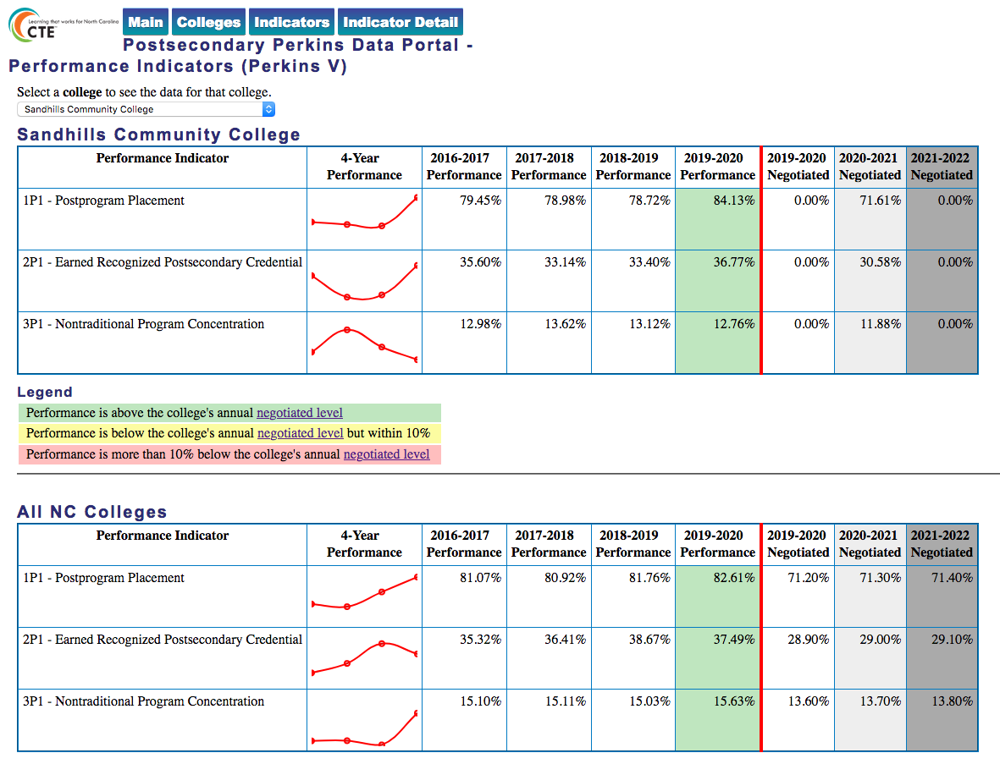 Learning that works for North Carolina
CTE
Main Colleges Indicators Indicator Detail
Postsecondary Perkins Data Portal -
Performance Indicators (Perkins V)
Select a college to see the data for that college.
Sandhills Community College
Sandhills Community College
Performance Indicator 4-Year Performance 2016-2017 Performance 2017-2018 Performance 2018-2019 Performance 2019-2020 Performance 2019-2020 Negotiated 2020-2021 Negotiated 2021-2022 Negotiated
1P1 - Postprogram Placement 79.45% 78.98% 78.72% 84.13% 0.00% 71.61% 0.00%
2P1 - Earned Recognized Postsecondary Credential 35.60% 33.14% 33.40% 36.77% 0.00% 30.58% 0.00%
3P1 - Nontraditional Program Concentration 12.98% 13.62% 13.12% 12.76% 0.00% 11.88% 0.00%
Legend
Performance is above the college's annual negotiated level
Performance is below the college's annual negotiated level but within 10%
Performance is more than 10% below the college's annual negotiated level
All NC Colleges
Performance Indicator 4-Year Performance 2016-2017 Performance 2017-2018 Performance 2018-2019 Performance 2019-2020 Performance 2019-2020 Negotiated 2020-2021 Negotiated 2021-2022 Negotiated
1P1 - Postprogram Placement 81.07% 80.92% 81.76% 82.61% 71.20% 71.30% 71.40%
2P1 - Earned Recognized Postsecondary Credential 35.32% 36.41% 38.67% 37.49% 28.90% 29.00% 29.10%
3P1 - Nontraditional Program Concentration 15.10% 15.11% 15.03% 15.63% 13.60% 13.70% 13.80%